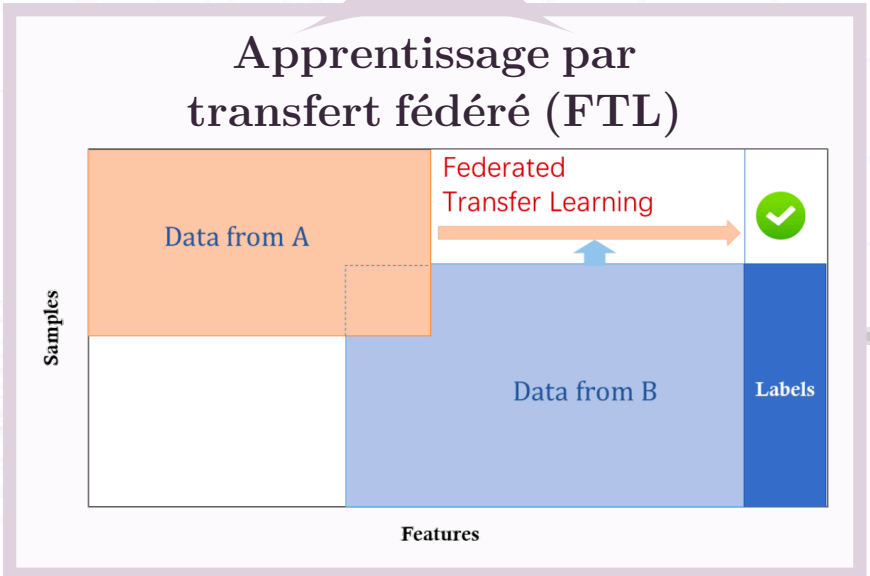 Apprentissage par
transfert fédéré (FTL)
Federated
Transfer Learning
Data from A
Samples
Data from B
Labels
Features